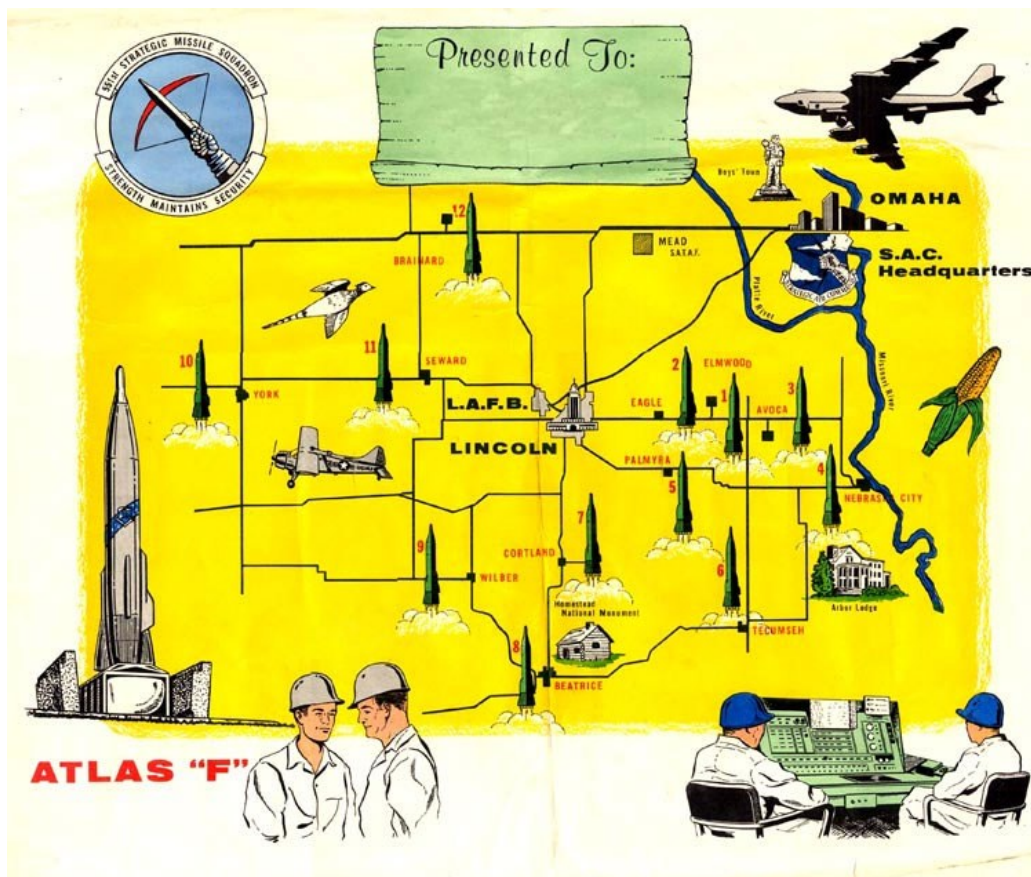 551st STRATEGIC MISSILE SQUADRON
STRENGTH MAINTAINS SECURITY
Presented To:
Boys' Town
OMAHA
S.A.C.
Headquarters
STRATEGIC AIR COMMAND
MEAD
S.A.T.A.F.
Platte River
Missouri River
12
BRAINARD
10
YORK
11
SEWARD
L.A.F.B.
LINCOLN
2
ELMWOOD
1
3
EAGLE
AVOCA
PALMYRA
5
4
NEBRASKA CITY
7
CORTLAND
9
WILBER
6
Homestead
National Monument
Arbor Lodge
TECUMSEH
8
BEATRICE
ATLAS "F"